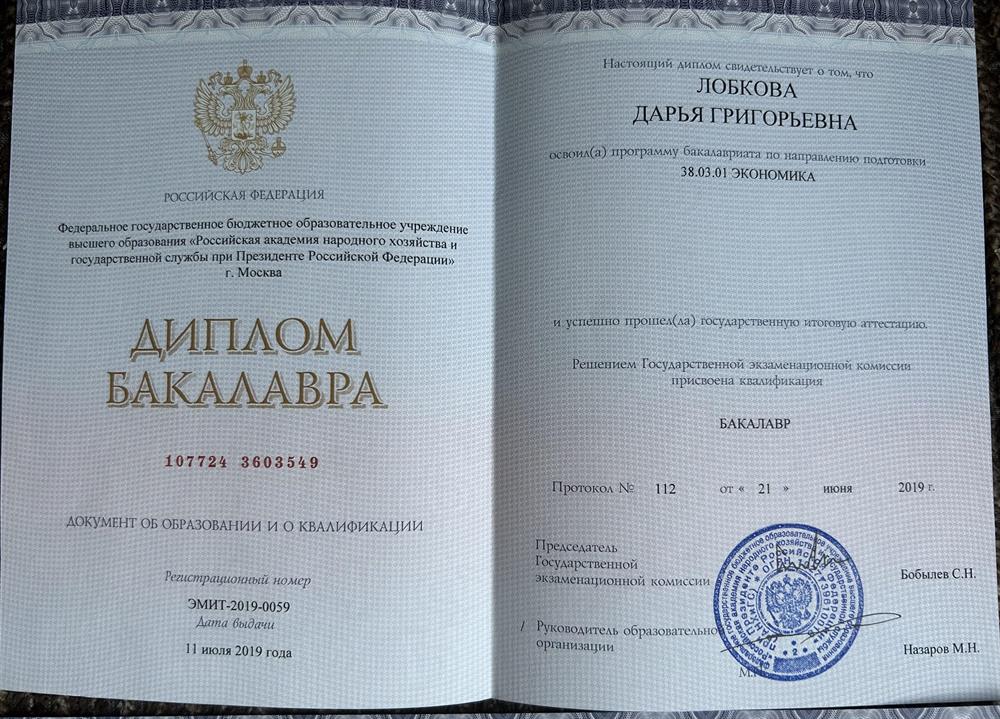 РОССИЙСКАЯ ФЕДЕРАЦИЯ
Федеральное государственное бюджетное образовательное учреждение
высшего образования «Российская академия народного хозяйства и
государственной службы при Президенте Российской Федерации»
г. Москва
ДИПЛОМ
БАКАЛАВРА
107724 3603549
ДОКУМЕНТ ОБ ОБРАЗОВАНИИ И О КВАЛИФИКАЦИИ
Регистрационный номер
ЭМИТ-2019-0059
Дата выдачи
11 июля 2019 года
Настоящий диплом свидетельствует о том, что
ЛОБКОВА
ДАРЬЯ ГРИГОРЬЕВНА
освоил(а) программу бакалавриата по направлению подготовки
38.03.01 ЭКОНОМИКА
и успешно прошел(ла) государственную итоговую аттестацию.
Решением Государственной экзаменационной комиссии
присвоена квалификация
БАКАЛАВР
Протокол № 112 от « 21 » июня 2019 г.
Председатель
Государственной
экзаменационной комиссии
Бобылев С.Н.
/ Руководитель образовательной
организации
Назаров М.Н.
М.П.